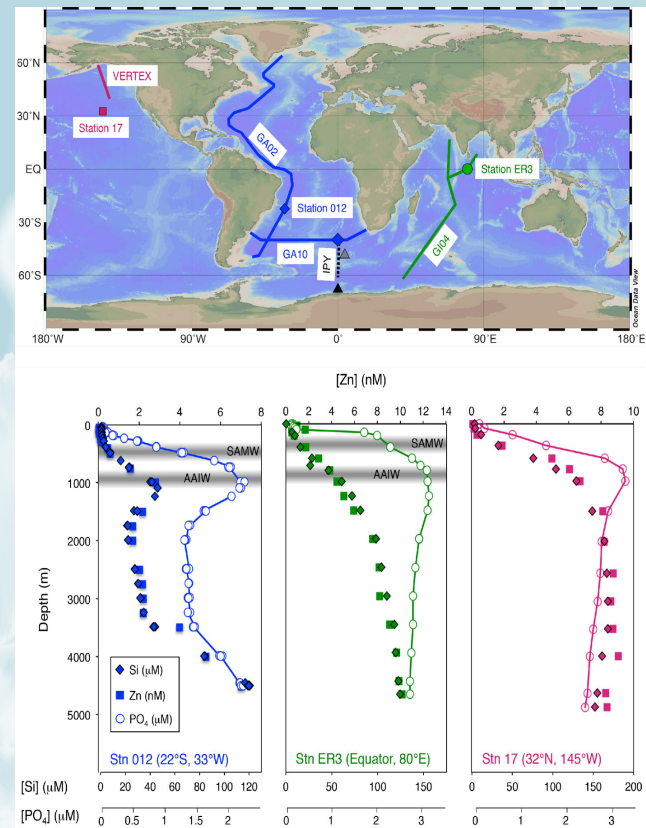 60°N
30°N
EQ
30°S
60°S
VERTEX
Station 17
GA02
Station 012
GA10
IPY
Station ER3
GI04
Ocean Data View
180°W 90°W 0° 90°E 180°E
[Zn] (nM)
0 2 4 6 7 8
0 2 4 6 8 10 12 14
0 2 4 6 8 9 10
SAMW
AAIW
SAMW
AAIW
Depth (m)
0
1000
2000
3000
4000
5000
Si (µM)
Zn (nM)
PO4 (µM)
Stn 012 (22°S, 33°W)
Stn ER3 (Equator, 80°E)
Stn 17 (32°N, 145°W)
[Si] (µM)
0 20 40 60 80 100 120
0 25 50 75 100 125 150
0 50 100 150 200
[PO4] (µM)
0 0.5 1 1.5 2
0 1 2 3
0 1 2 3